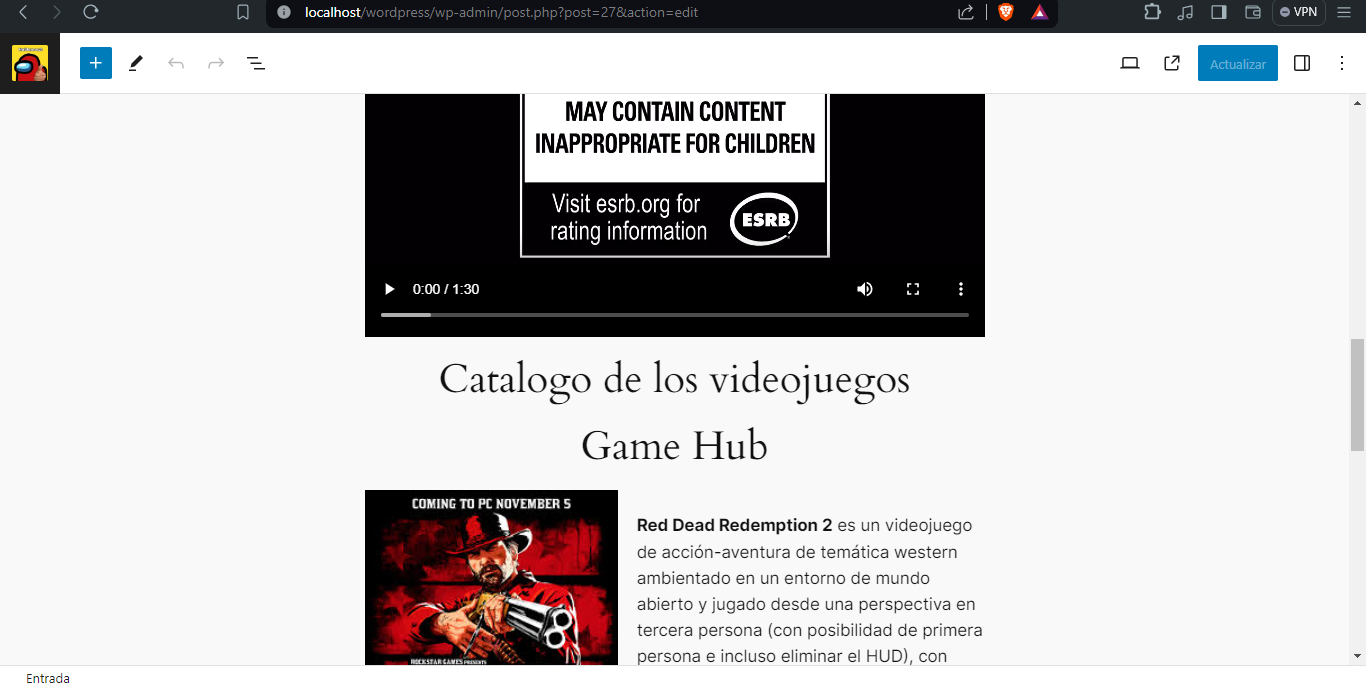 localhost/wordpress/wp-admin/post.php?post=27&action=edit
VPN
Actualizar
MAY CONTAIN CONTENT
INAPPROPRIATE FOR CHILDREN
Visit esrb.org for
rating information
ESRB
0:00 / 1:30
Catalogo de los videojuegos
Game Hub
COMING TO PC NOVEMBER 5
ROCKSTAR GAMES PRESENTS
Red Dead Redemption 2 es un videojuego
de acción-aventura de temática western
ambientado en un entorno de mundo
abierto y jugado desde una perspectiva en
tercera persona (con posibilidad de primera
persona e incluso eliminar el HUD), con
Entrada